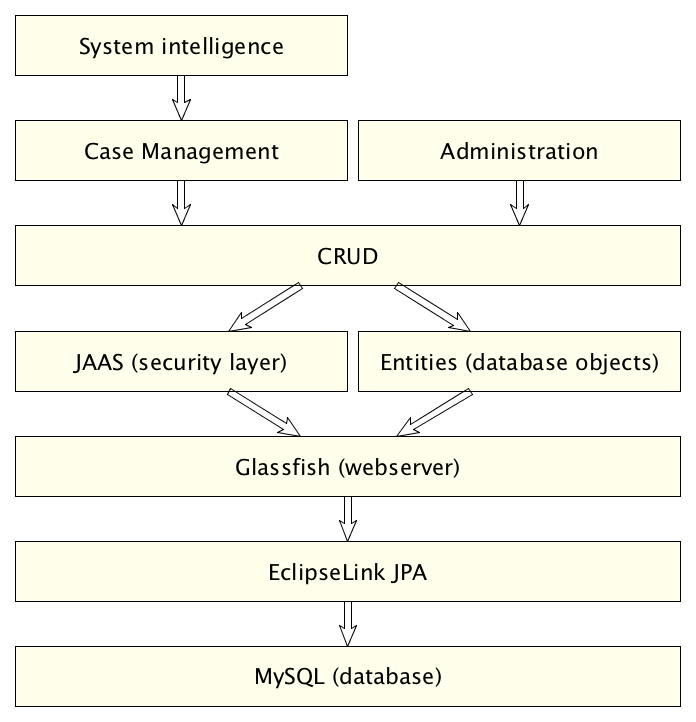 System intelligence
Case Management
Administration
CRUD
JAAS (security layer)
Entities (database objects)
Glassfish (webserver)
EclipseLink JPA
MySQL (database)